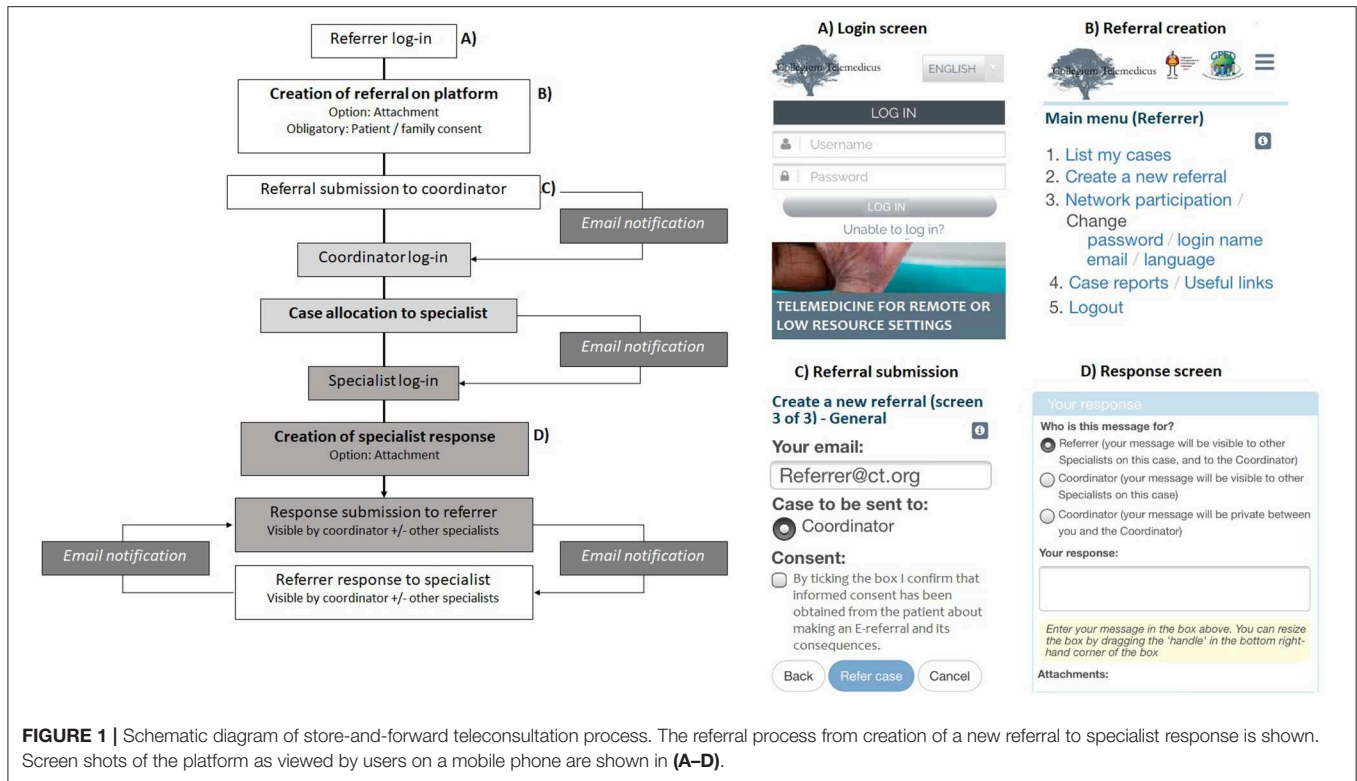 Referrer log-in
A)
Creation of referral on platform
Option: Attachment
Obligatory: Patient / family consent
B)
Referral submission to coordinator
C)
Email notification
Coordinator log-in
Case allocation to specialist
Email notification
Specialist log-in
Creation of specialist response
Option: Attachment
D)
Response submission to referrer
Visible by coordinator +/- other specialists
Email notification
Email notification
Referrer response to specialist
Visible by coordinator +/- other specialists
A) Login screen
Collegium Telemedicus
ENGLISH
LOG IN
Username
Password
LOG IN
Unable to log in?
TELEMEDICINE FOR REMOTE OR
LOW RESOURCE SETTINGS
B) Referral creation
Collegium Telemedicus
GPED
Main menu (Referrer)
1. List my cases
2. Create a new referral
3. Network participation /
Change
password / login name
email / language
4. Case reports / Useful links
5. Logout
C) Referral submission
Create a new referral (screen
3 of 3) - General
Your email:
Referrer@ct.org
Case to be sent to:
Coordinator
Consent:
By ticking the box I confirm that
informed consent has been
obtained from the patient about
making an E-referral and its
consequences.
Back
Refer case
Cancel
D) Response screen
Your response
Who is this message for?
Referrer (your message will be visible to other
Specialists on this case, and to the Coordinator)
Coordinator (your message will be visible to other
Specialists on this case)
Coordinator (your message will be private between
you and the Coordinator)
Your response:
Enter your message in the box above. You can resize
the box by dragging the 'handle' in the bottom right-
hand corner of the box
Attachments:
FIGURE 1 | Schematic diagram of store-and-forward teleconsultation process. The referral process from creation of a new referral to specialist response is shown.
Screen shots of the platform as viewed by users on a mobile phone are shown in (A–D).